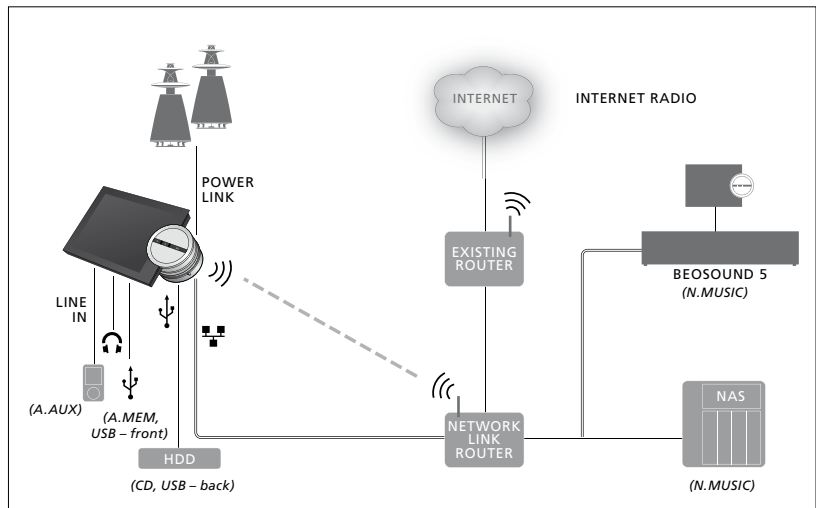 INTERNET
INTERNET RADIO
POWER
LINK
EXISTING
ROUTER
BEOSOUND 5
(N.MUSIC)
LINE
IN
(A.AUX)
(A.MEM,
USB – front)
HDD
(CD, USB – back)
NETWORK
LINK
ROUTER
NAS
(N.MUSIC)